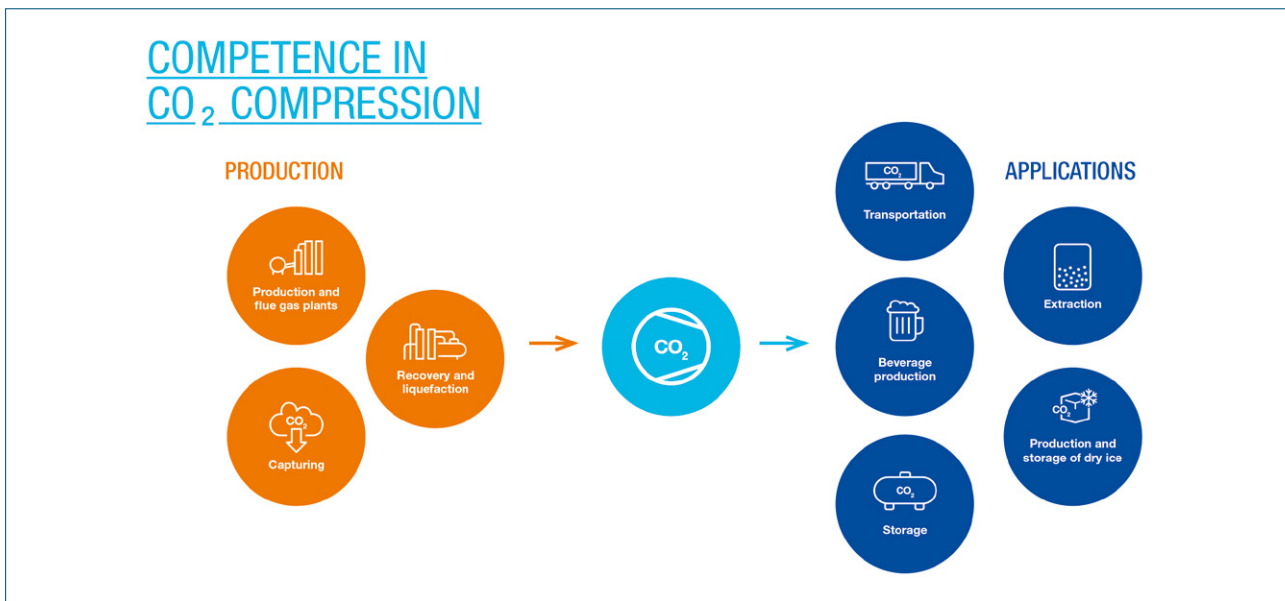 COMPETENCE IN
CO₂ COMPRESSION
PRODUCTION
Production and
flue gas plants
CO₂
Capturing
Recovery and
liquefaction
CO₂
APPLICATIONS
CO₂
Transportation
Beverage
production
CO₂
Storage
Extraction
CO₂
Production and
storage of dry ice